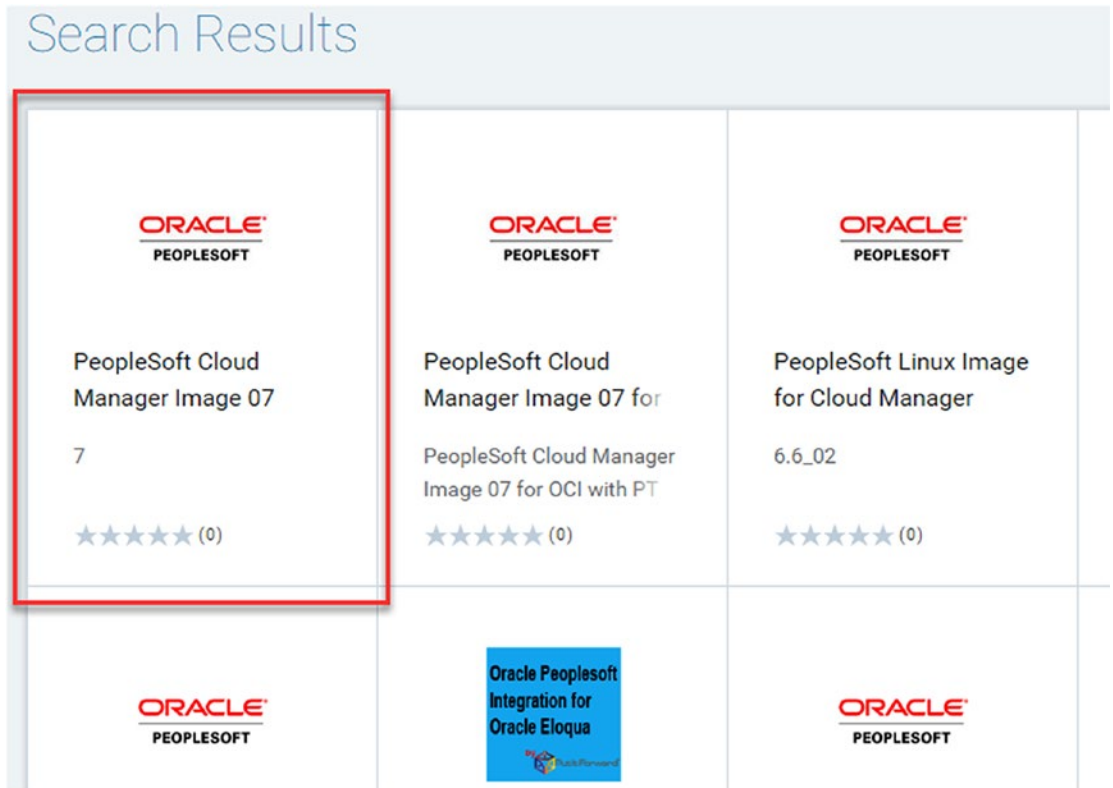 Search Results
ORACLE
PEOPLESOFT
PeopleSoft Cloud
Manager Image 07
7
(0)
ORACLE
PEOPLESOFT
PeopleSoft Cloud
Manager Image 07 for
PeopleSoft Cloud Manager
Image 07 for OCI with PT
(0)
ORACLE
PEOPLESOFT
PeopleSoft Linux Image
for Cloud Manager
6.6_02
(0)
ORACLE
PEOPLESOFT
Oracle Peoplesoft
Integration for
Oracle Eloqua
by
PushForward
ORACLE
PEOPLESOFT